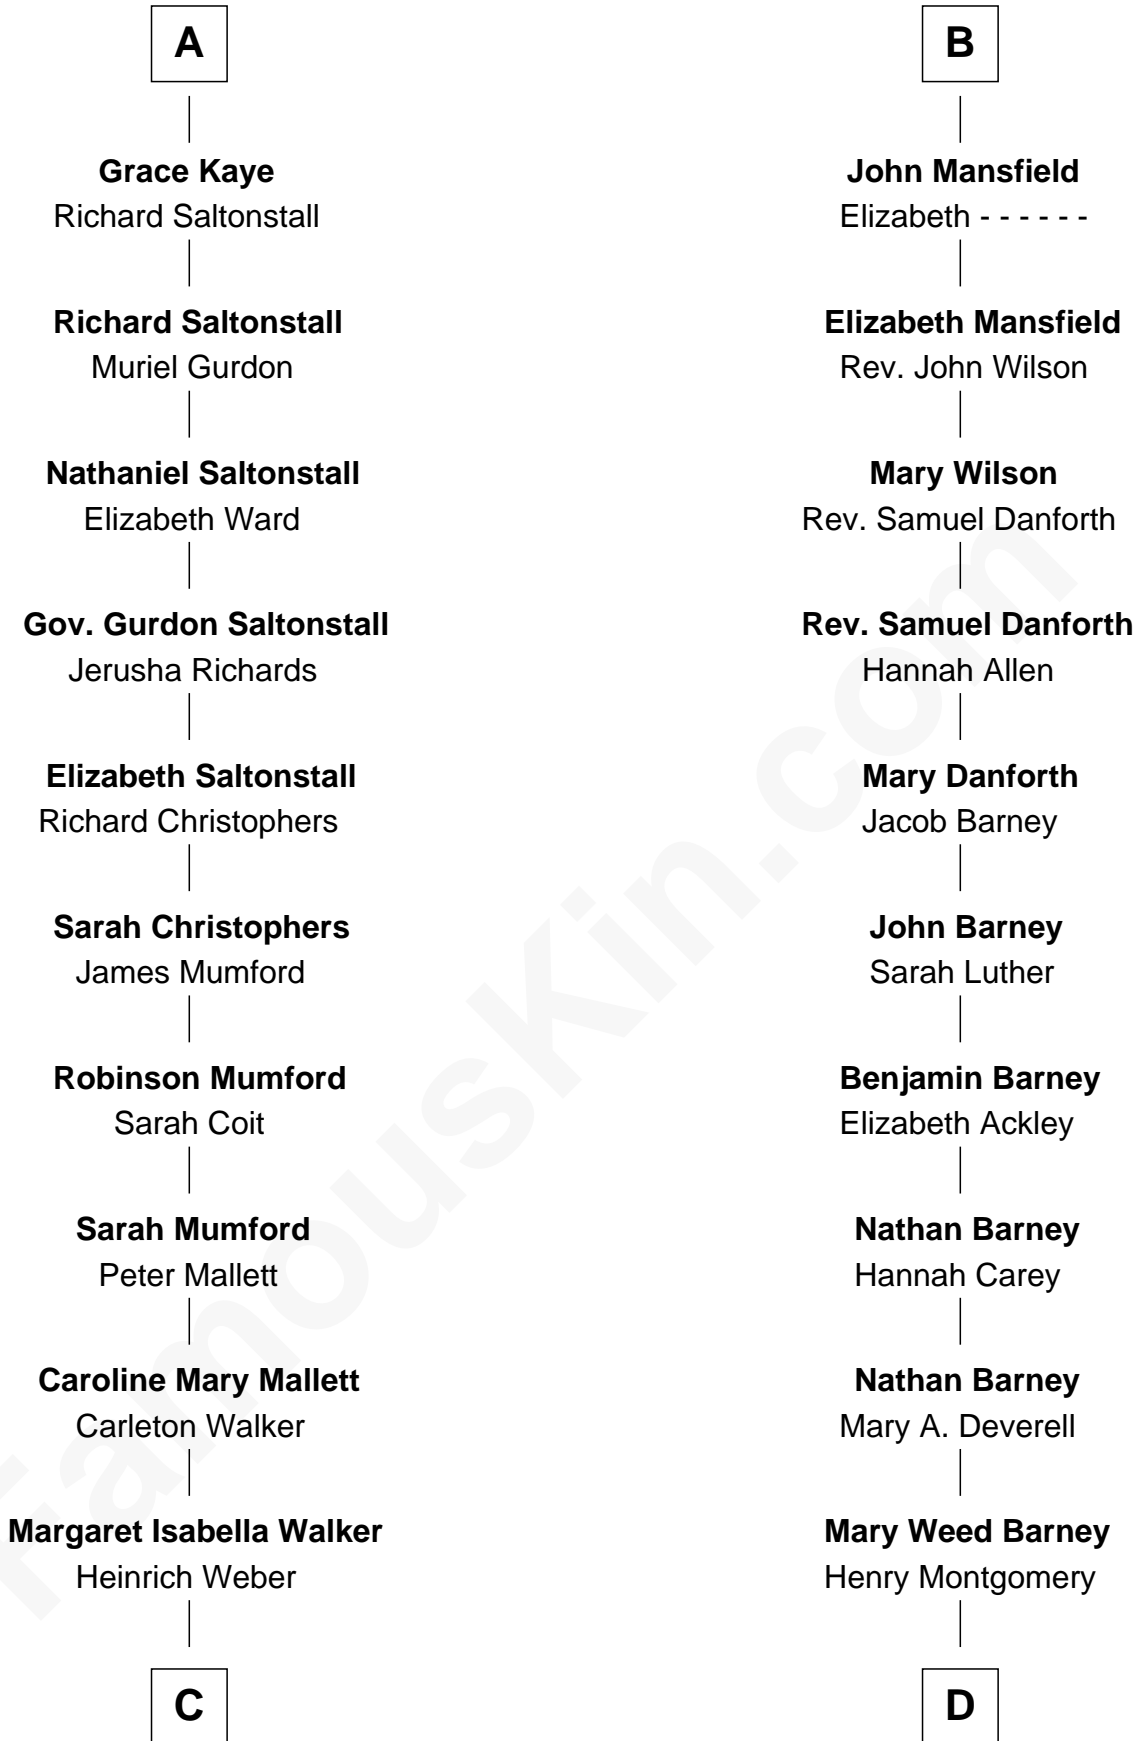 A
Grace Kaye
Richard Saltonstall
Richard Saltonstall
Muriel Gurdon
Nathaniel Saltonstall
Elizabeth Ward
Gov. Gurdon Saltonstall
Jerusha Richards
Elizabeth Saltonstall
Richard Christophers
Sarah Christophers
James Mumford
Robinson Mumford
Sarah Coit
Sarah Mumford
Peter Mallett
Caroline Mary Mallett
Carleton Walker
Margaret Isabella Walker
Heinrich Weber
C
B
John Mansfield
Elizabeth - - - - - -
Elizabeth Mansfield
Rev. John Wilson
Mary Wilson
Rev. Samuel Danforth
Rev. Samuel Danforth
Hannah Allen
Mary Danforth
Jacob Barney
John Barney
Sarah Luther
Benjamin Barney
Elizabeth Ackley
Nathan Barney
Hannah Carey
Nathan Barney
Mary A. Deverell
Mary Weed Barney
Henry Montgomery
D
FamousKin.com